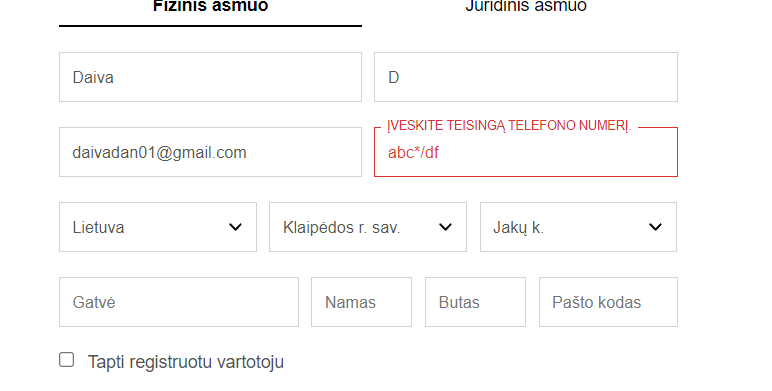 Fizinis asmuo
Juridinis asmuo
Daiva
D
ĮVESKITE TEISINGĄ TELEFONO NUMERĮ.
daivadan01@gmail.com
abc*/df
Lietuva
Klaipėdos r. sav.
Jakų k.
Gatvė
Namas
Butas
Pašto kodas
Tapti registruotu vartotoju